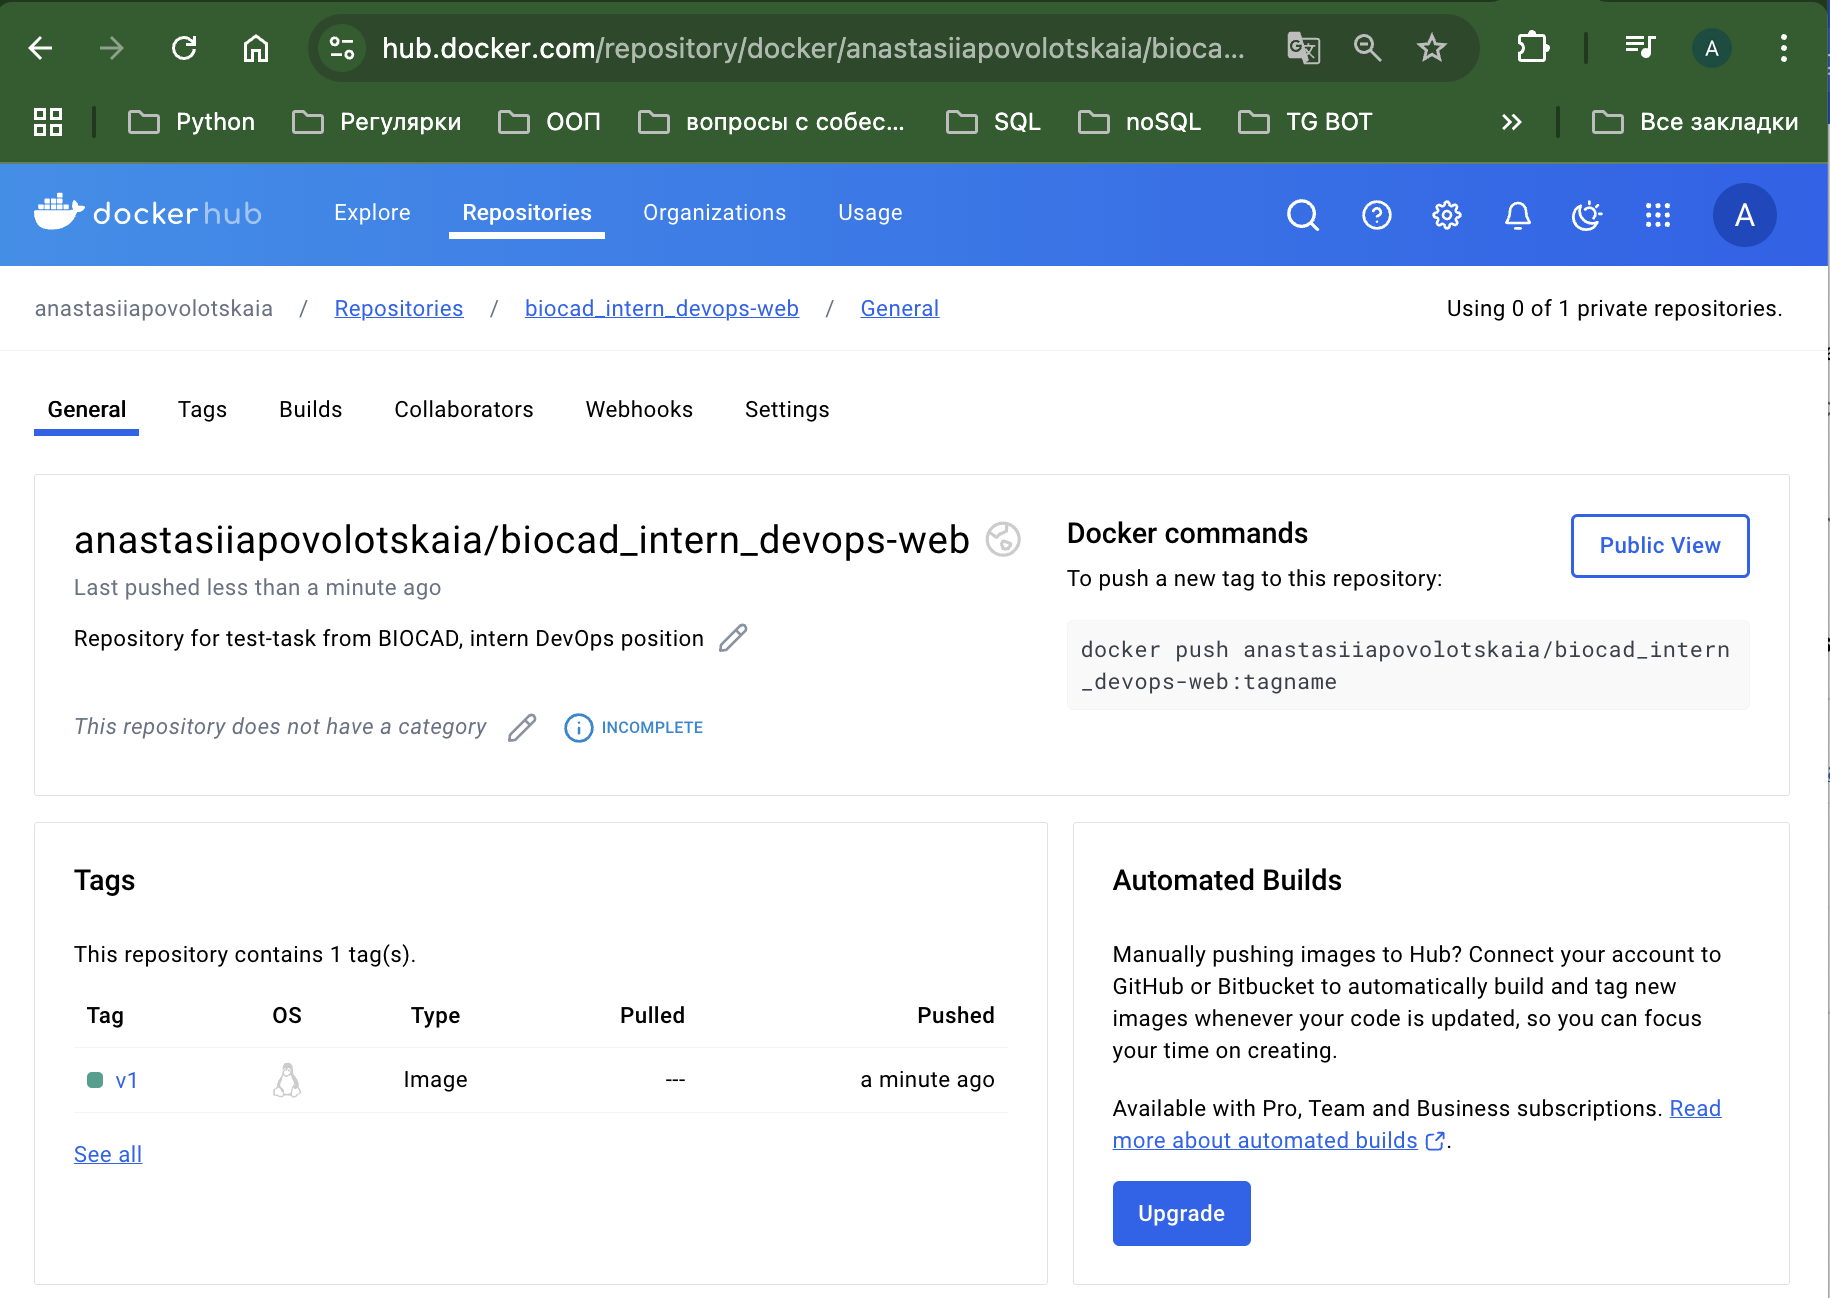 hub.docker.com/repository/docker/anastasiiapovolotskaia/bioca...
A
Python
Регулярки
ООП
вопросы с собес...
SQL
noSQL
TG BOT
Все закладки
docker hub
Explore
Repositories
Organizations
Usage
A
anastasiiapovolotskaia / Repositories / biocad_intern_devops-web / General
Using 0 of 1 private repositories.
General
Tags
Builds
Collaborators
Webhooks
Settings
anastasiiapovolotskaia/biocad_intern_devops-web
Last pushed less than a minute ago
Repository for test-task from BIOCAD, intern DevOps position
This repository does not have a category
INCOMPLETE
Docker commands
To push a new tag to this repository:
Public View
docker push anastasiiapovolotskaia/biocad_intern
_devops-web:tagname
Tags
This repository contains 1 tag(s).
Tag OS Type Pulled Pushed
v1 Image --- a minute ago
See all
Automated Builds
Manually pushing images to Hub? Connect your account to
GitHub or Bitbucket to automatically build and tag new
images whenever your code is updated, so you can focus
your time on creating.
Available with Pro, Team and Business subscriptions. Read
more about automated builds.
Upgrade